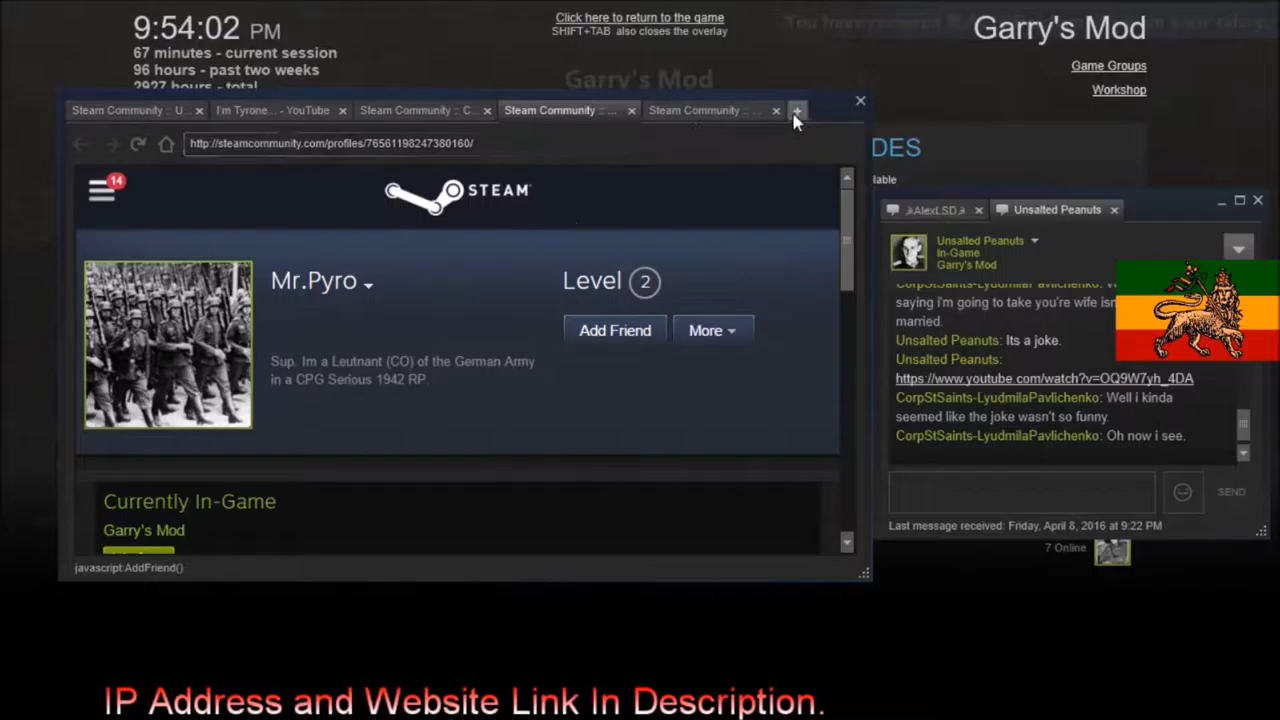 9:54:02 PM
67 minutes - current session
96 hours - past two weeks
2927 hours - total
Click here to return to the game
SHIFT+TAB also closes the overlay
Garry's Mod
Garry's Mod
Game Groups
Workshop
Steam Community :: U...
I'm Tyrone... - YouTube
Steam Community :: C...
Steam Community :: ...
Steam Community :: ...
http://steamcommunity.com/profiles/76561198247380160/
14
STEAM
Mr.Pyro
Level 2
Add Friend
More
Sup. Im a Leutnant (CO) of the German Army
in a CPG Serious 1942 RP.
Currently In-Game
Garry's Mod
javascript:AddFriend()
DES
lable
AlexLSD
Unsalted Peanuts
Unsalted Peanuts
In-Game
Garry's Mod
CorpStSaints-LyudmilaPavlichenko:
saying i'm going to take you're wife
married.
Unsalted Peanuts: Its a joke.
Unsalted Peanuts:
https://www.youtube.com/watch?v=OQ9W7yh_4DA
CorpStSaints-LyudmilaPavlichenko: Well i kinda
seemed like the joke wasn't so funny.
CorpStSaints-LyudmilaPavlichenko: Oh now i see.
SEND
Last message received: Friday, April 8, 2016 at 9:22 PM
7 Online
IP Address and Website Link In Description.